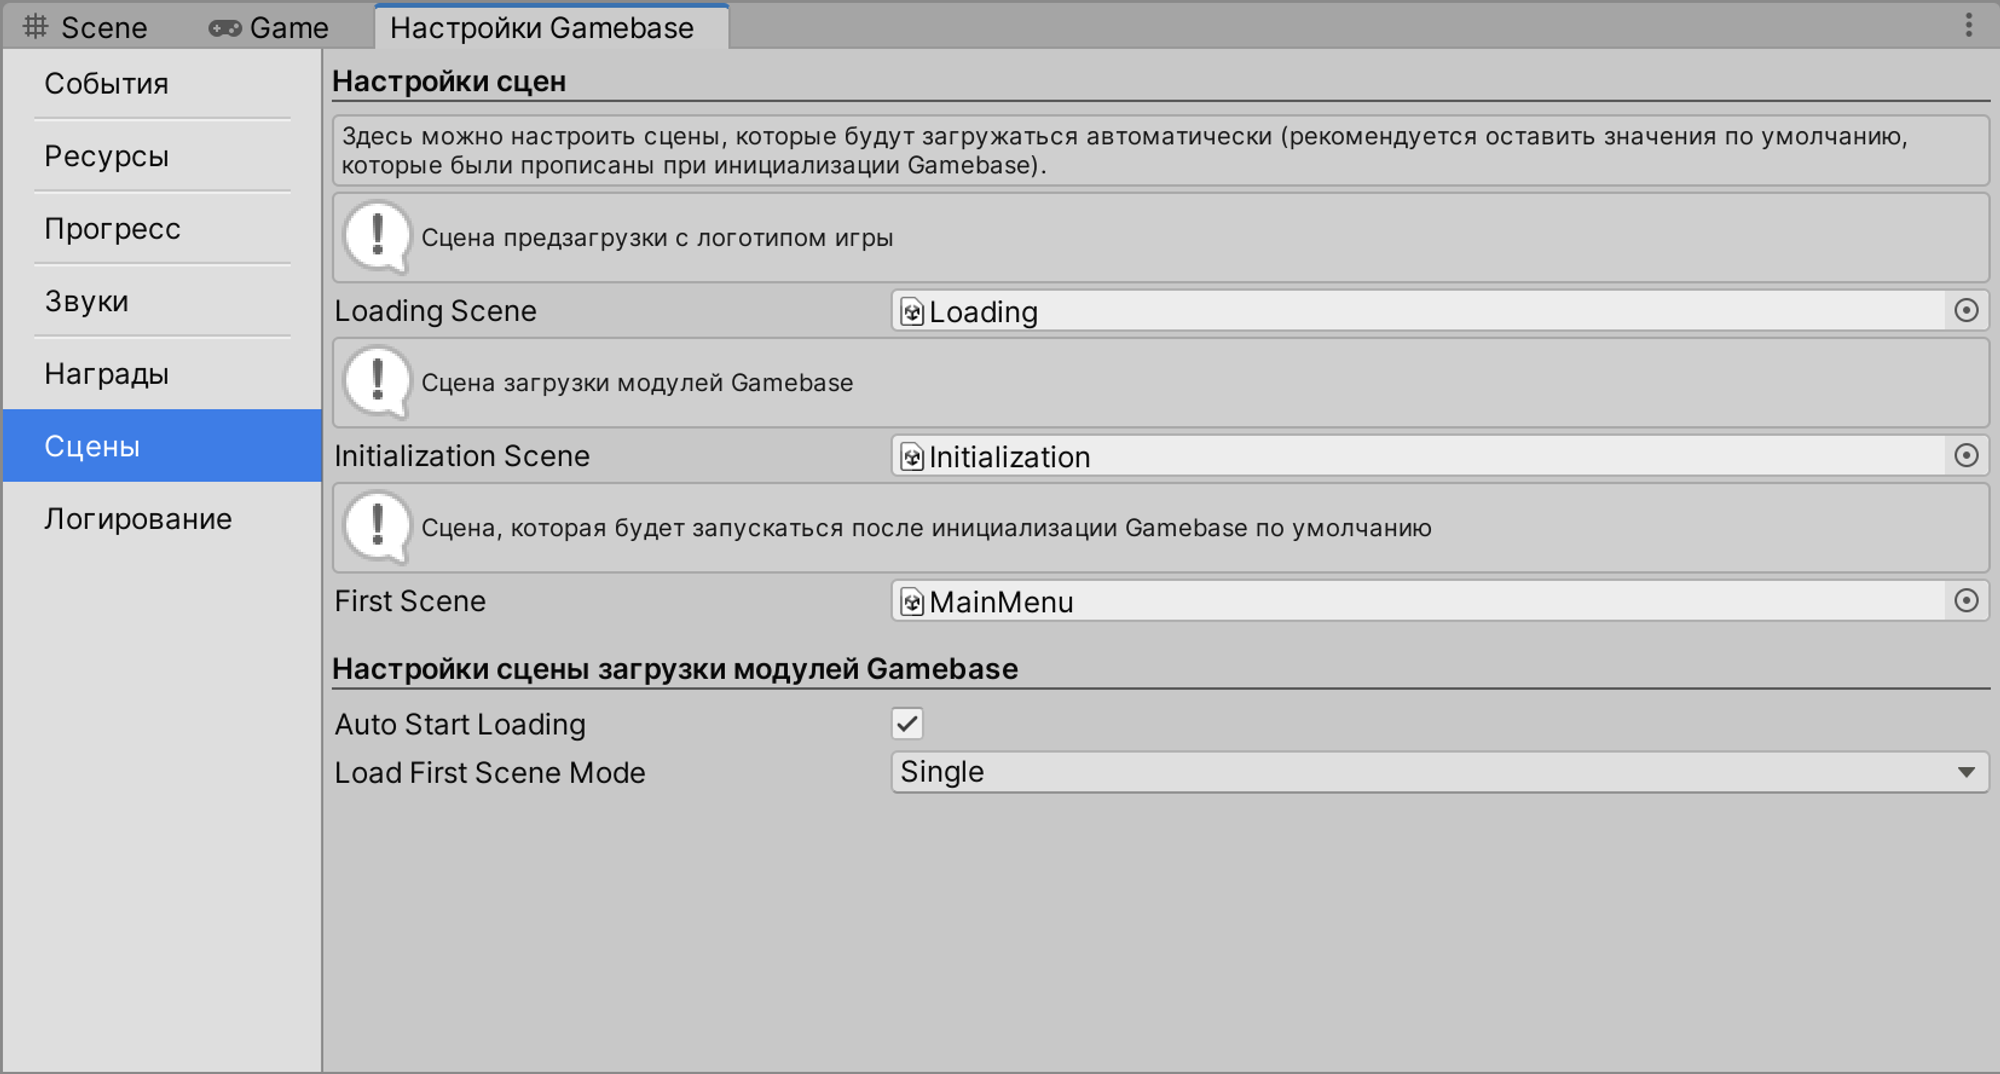 Scene
Game
Настройки Gamebase
События
Ресурсы
Прогресс
Звуки
Награды
Сцены
Логирование
Настройки сцен
Здесь можно настроить сцены, которые будут загружаться автоматически (рекомендуется оставить значения по умолчанию,
которые были прописаны при инициализации Gamebase).
Сцена предзагрузки с логотипом игры
Loading Scene
Loading
Сцена загрузки модулей Gamebase
Initialization Scene
Initialization
Сцена, которая будет запускаться после инициализации Gamebase по умолчанию
First Scene
MainMenu
Настройки сцены загрузки модулей Gamebase
Auto Start Loading
Load First Scene Mode
Single